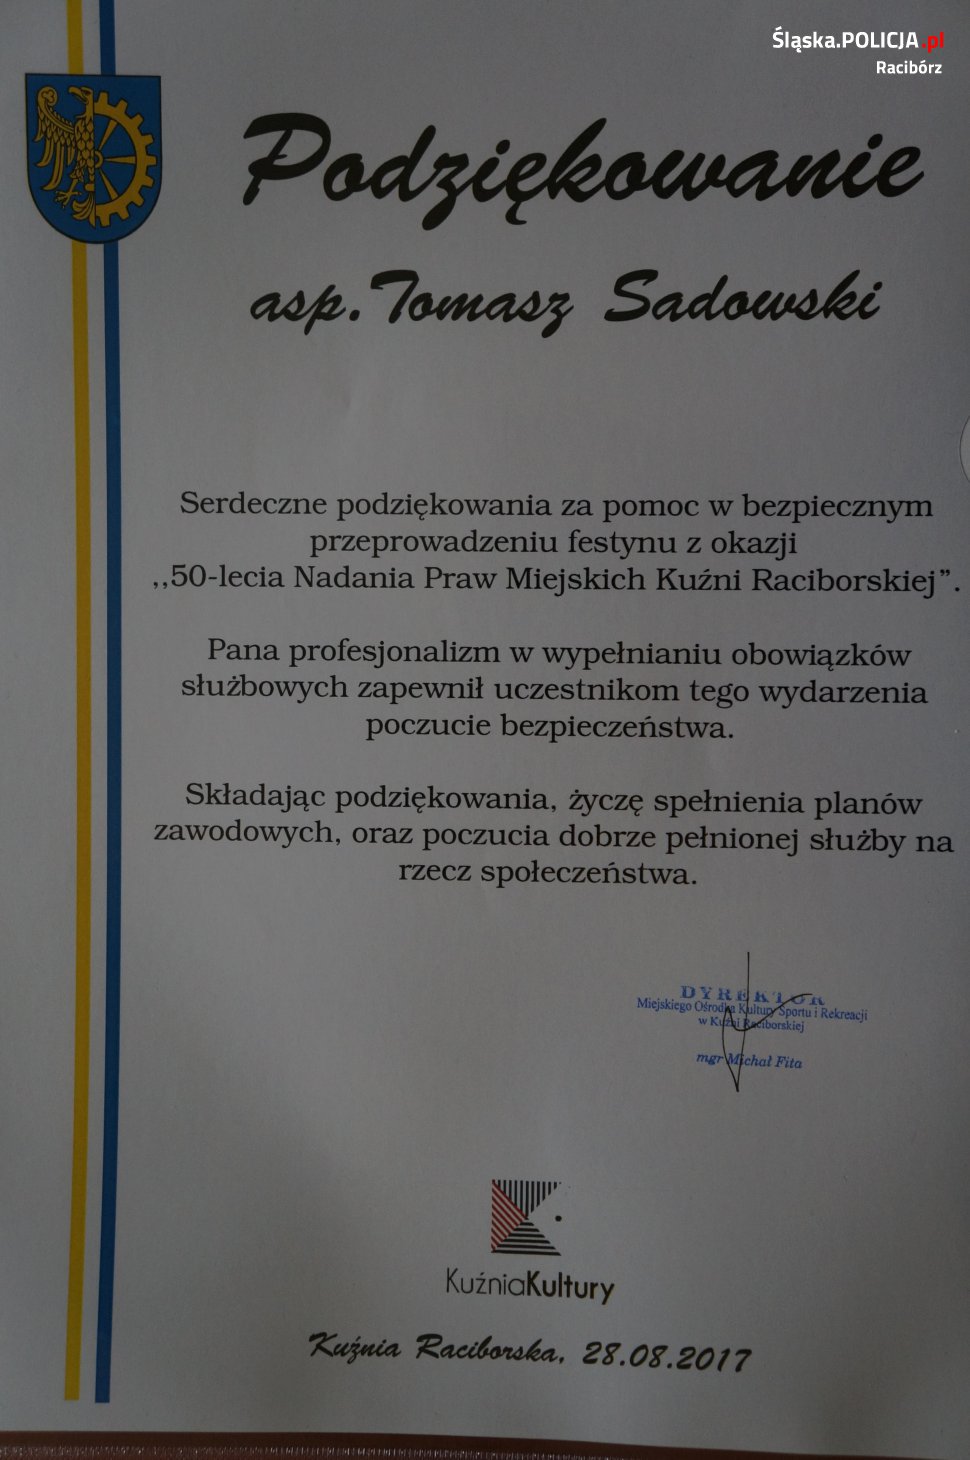 Śląska.POLICJA.pl
Racibórz
Podziękowanie
asp. Tomasz Sadowski
Serdeczne podziękowania za pomoc w bezpiecznym
przeprowadzeniu festynu z okazji
,,50-lecia Nadania Praw Miejskich Kuźni Raciborskiej”.
Pana profesjonalizm w wypełnianiu obowiązków
służbowych zapewnił uczestnikom tego wydarzenia
poczucie bezpieczeństwa.
Składając podziękowania, życzę spełnienia planów
zawodowych, oraz poczucia dobrze pełnionej służby na
rzecz społeczeństwa.
DYREKTOR
Miejskiego Ośrodka Kultury Sportu i Rekreacji
w Kuźni Raciborskiej
mgr Michał Fita
KuźniaKultury
Kuźnia Raciborska, 28.08.2017